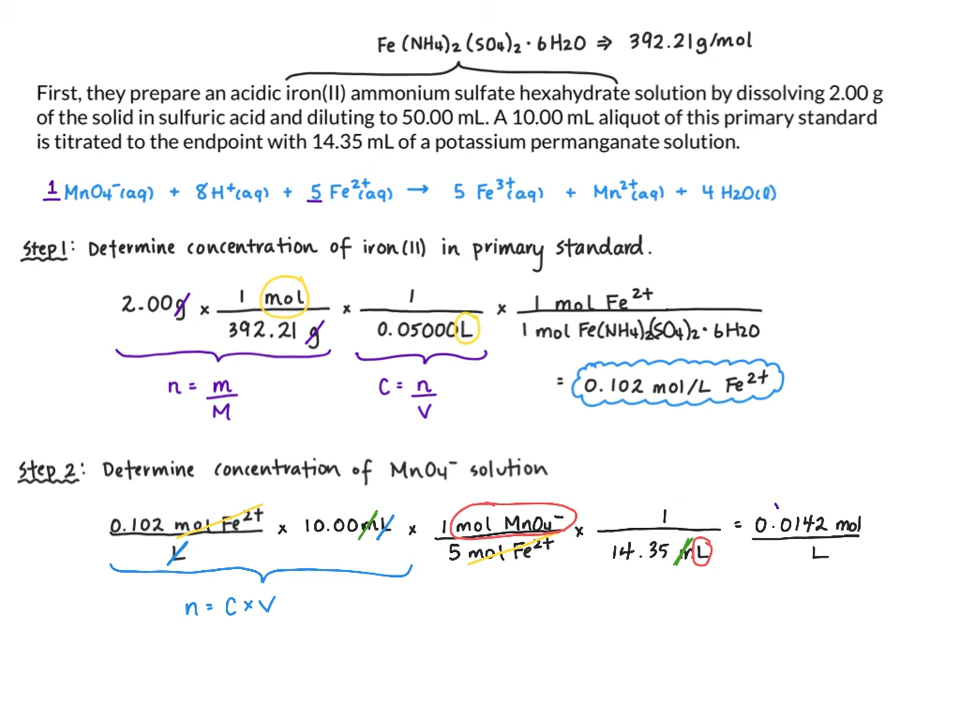 Fe(NH4)2(SO4)2 · 6H2O ⇒ 392.21g/mol
First, they prepare an acidic iron(II) ammonium sulfate hexahydrate solution by dissolving 2.00 g
of the solid in sulfuric acid and diluting to 50.00 mL. A 10.00 mL aliquot of this primary standard
is titrated to the endpoint with 14.35 mL of a potassium permanganate solution.
1 MnO4⁻(aq) + 8H⁺(aq) + 5 Fe²⁺(aq) → 5 Fe³⁺(aq) + Mn²⁺(aq) + 4 H2O(l)
Step 1: Determine concentration of iron(II) in primary standard.
2.00g × 1 mol / 392.21 g × 1 / 0.05000L × 1 mol Fe²⁺ / 1 mol Fe(NH4)2(SO4)2 · 6H2O
n = m / M C = n / V = 0.102 mol/L Fe²⁺
Step 2: Determine concentration of MnO4⁻ solution
0.102 mol Fe²⁺ / L × 10.00mL × 1 mol MnO4⁻ / 5 mol Fe²⁺ × 1 / 14.35 mL = 0.0142 mol / L
n = C × V